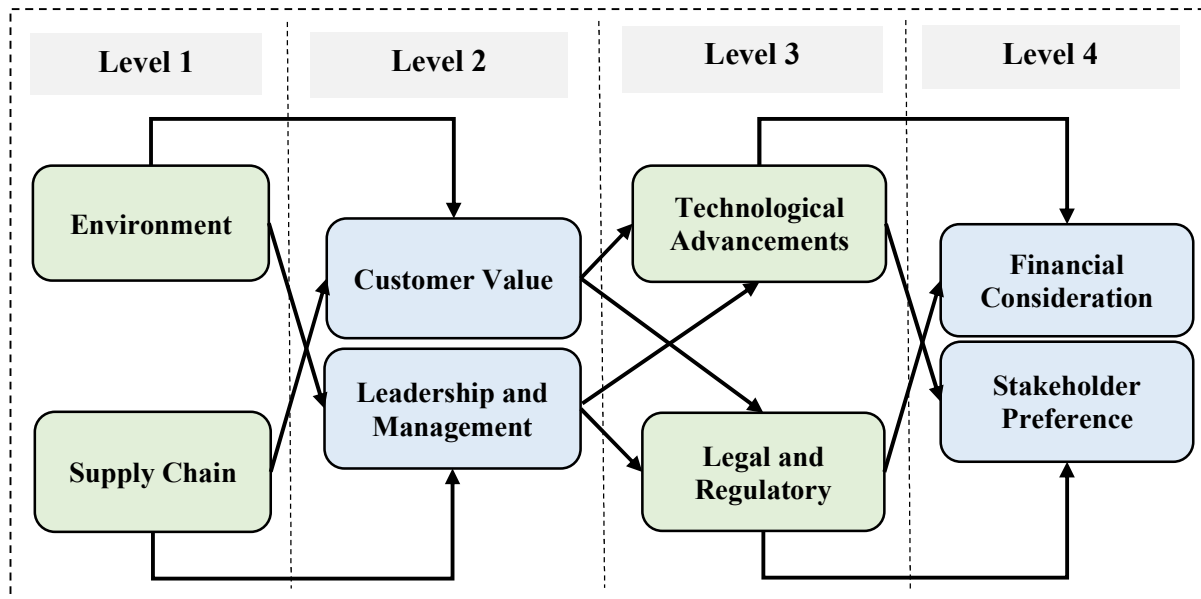 Level 1
Level 2
Level 3
Level 4
Environment
Supply Chain
Customer Value
Leadership and
Management
Technological
Advancements
Legal and
Regulatory
Financial
Consideration
Stakeholder
Preference